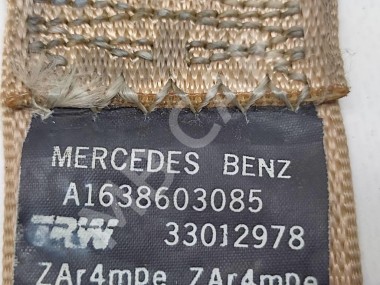 MERCEDES BENZ
A1638603085
TRW 33012978
ZAr4mpe ZAr4mpe